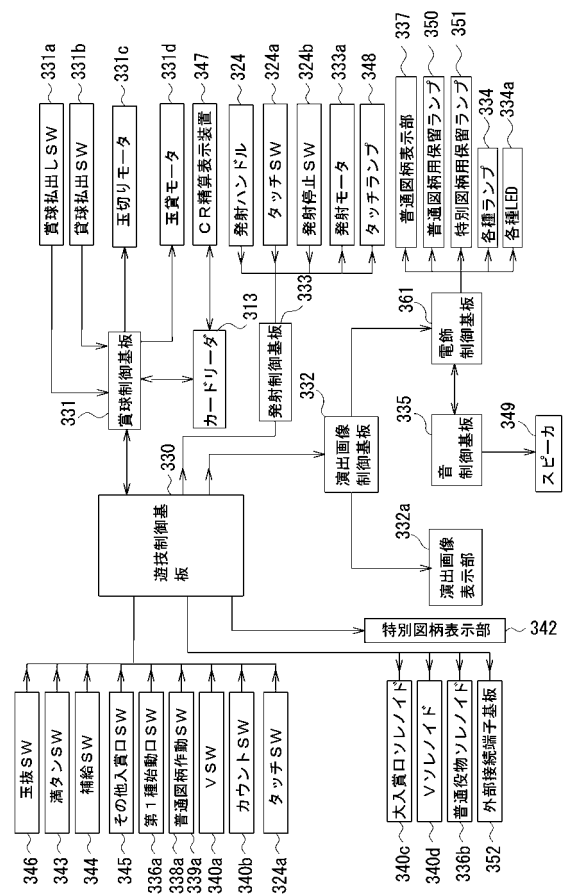 賞球払出しSW
331a
貸球払出SW
331b
玉切りモータ
331c
玉貸モータ
331d
CR精算表示装置
347
発射ハンドル
324
タッチSW
324a
発射停止SW
324b
発射モータ
333a
タッチランプ
348
普通図柄表示部
337
普通図柄用保留ランプ
350
特別図柄用保留ランプ
351
各種ランプ
334
各種LED
334a
賞球制御基板
331
カードリーダ
313
発射制御基板
333
演出画像
制御基板
332
電飾
制御基板
361
音
制御基板
335
スピーカ
349
演出画像
表示部
332a
遊技制御基
板
330
特別図柄表示部
342
玉抜SW
346
満タンSW
343
補給SW
344
その他入賞口SW
345
第1種始動口SW
336a
普通図柄作動SW
338a
339a
VSW
340a
カウントSW
340b
タッチSW
324a
大入賞口ソレノイド
340c
Vソレノイド
340d
普通役物ソレノイド
336b
外部接続端子基板
352